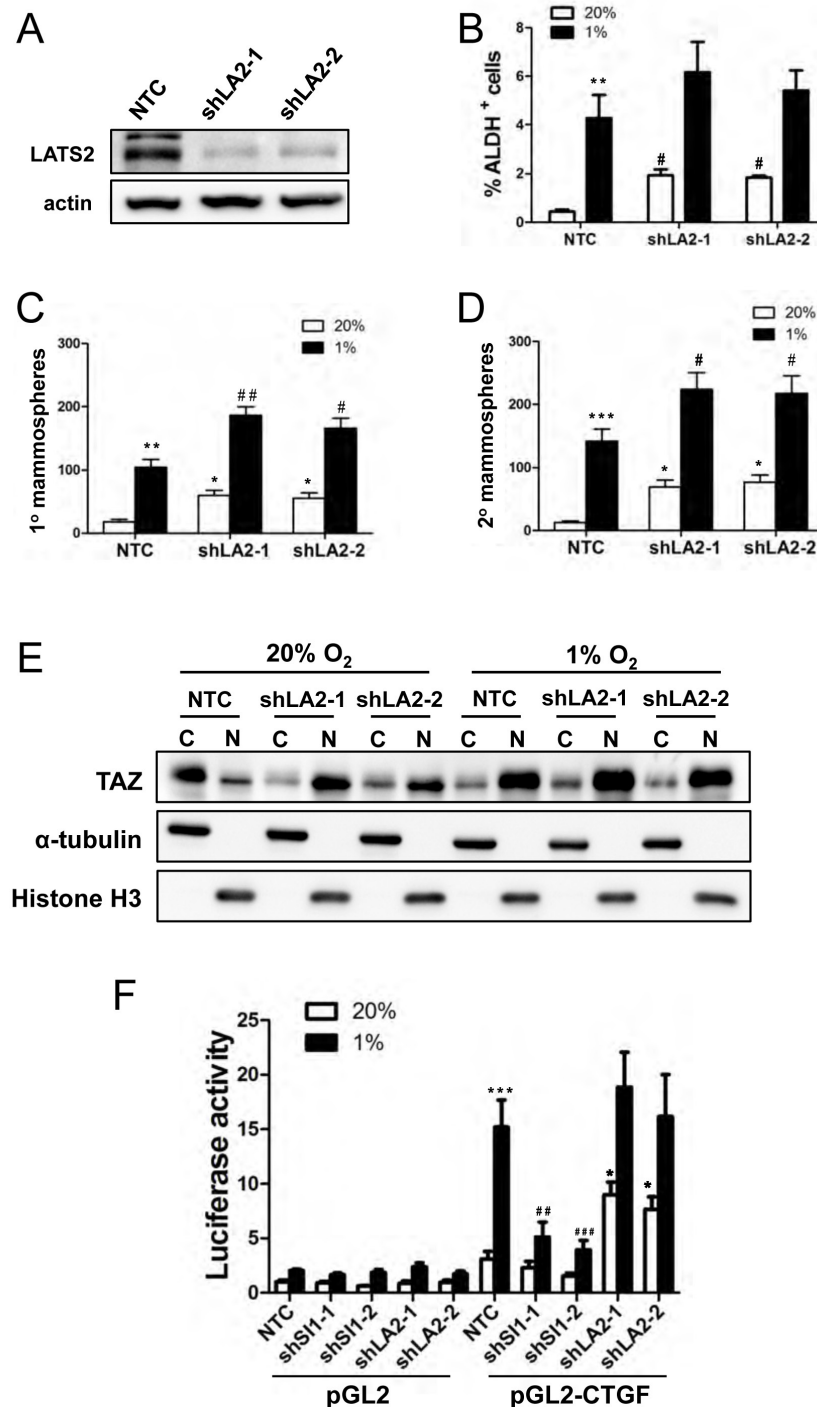 A
NTC shLA2-1 shLA2-2
LATS2
actin
B
20%
1%
% ALDH + cells
8
6
4
2
0
**
#
#
NTC shLA2-1 shLA2-2
C
20%
1%
1º mammospheres
300
200
100
0
**
*
##
*
#
NTC shLA2-1 shLA2-2
D
20%
1%
2º mammospheres
300
200
100
0
***
*
#
*
#
NTC shLA2-1 shLA2-2
E
20% O2 1% O2
NTC shLA2-1 shLA2-2 NTC shLA2-1 shLA2-2
C N C N C N C N C N C N
TAZ
α-tubulin
Histone H3
F
20%
1%
Luciferase activity
25
20
15
10
5
0
***
##
###
*
*
NTC shSI1-1 shSI1-2 shLA2-1 shLA2-2 NTC shSI1-1 shSI1-2 shLA2-1 shLA2-2
pGL2 pGL2-CTGF